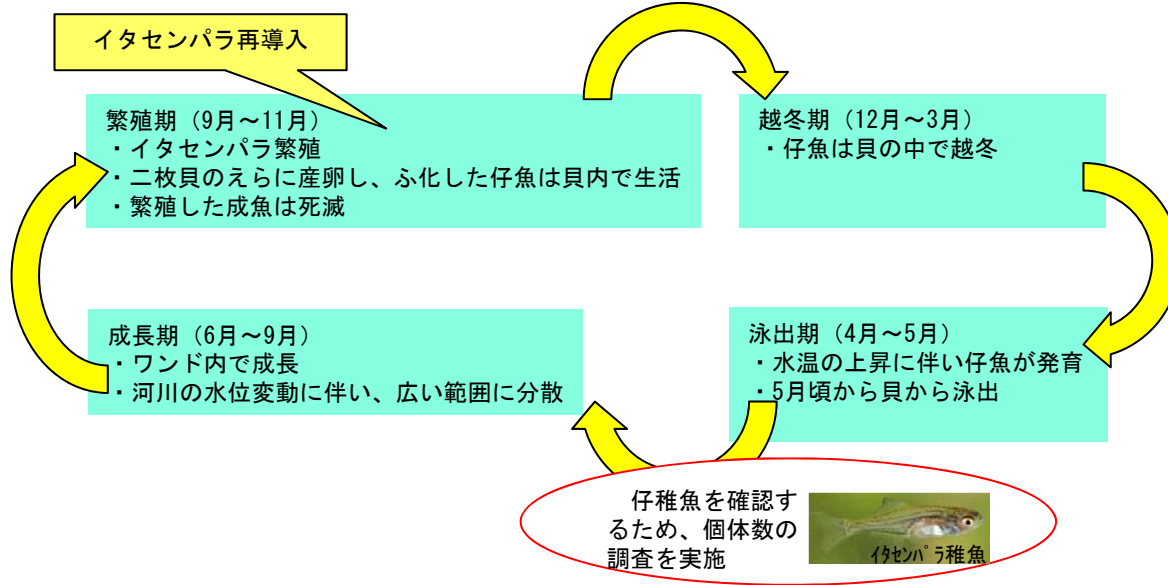 イタセンパラ再導入
繁殖期（9月～11月）
・イタセンパラ繁殖
・二枚貝のえらに産卵し、ふ化した仔魚は貝内で生活
・繁殖した成魚は死滅
越冬期（12月～3月）
・仔魚は貝の中で越冬
成長期（6月～9月）
・ワンド内で成長
・河川の水位変動に伴い、広い範囲に分散
泳出期（4月～5月）
・水温の上昇に伴い仔魚が発育
・5月頃から貝から泳出
仔稚魚を確認す
るため、個体数の
調査を実施
イタセンパラ稚魚